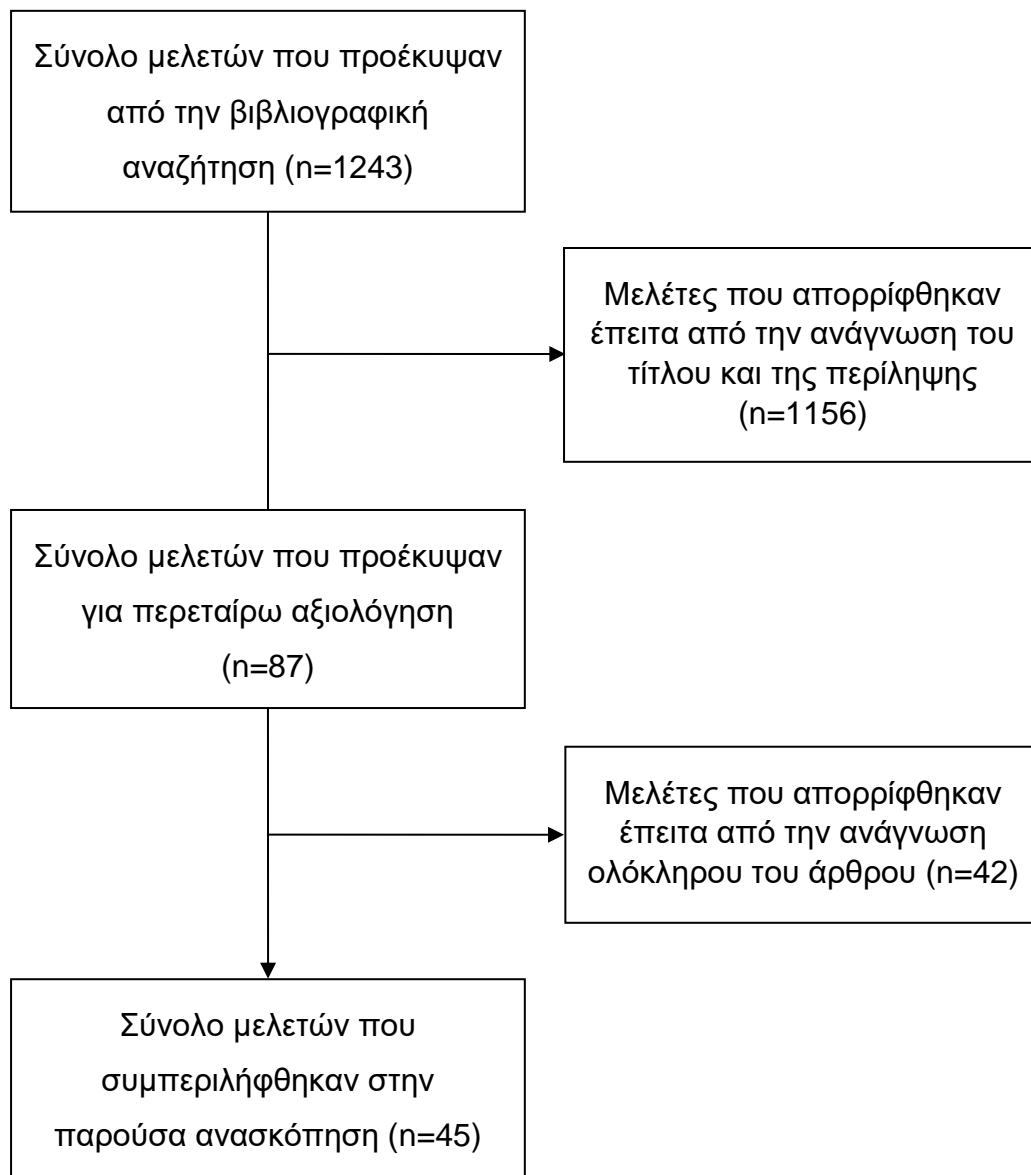 Σύνολο μελετών που προέκυψαν
από την βιβλιογραφική
αναζήτηση (n=1243)
Μελέτες που απορρίφθηκαν
έπειτα από την ανάγνωση του
τίτλου και της περίληψης
(n=1156)
Σύνολο μελετών που προέκυψαν
για περεταίρω αξιολόγηση
(n=87)
Μελέτες που απορρίφθηκαν
έπειτα από την ανάγνωση
ολόκληρου του άρθρου (n=42)
Σύνολο μελετών που
συμπεριλήφθηκαν στην
παρούσα ανασκόπηση (n=45)